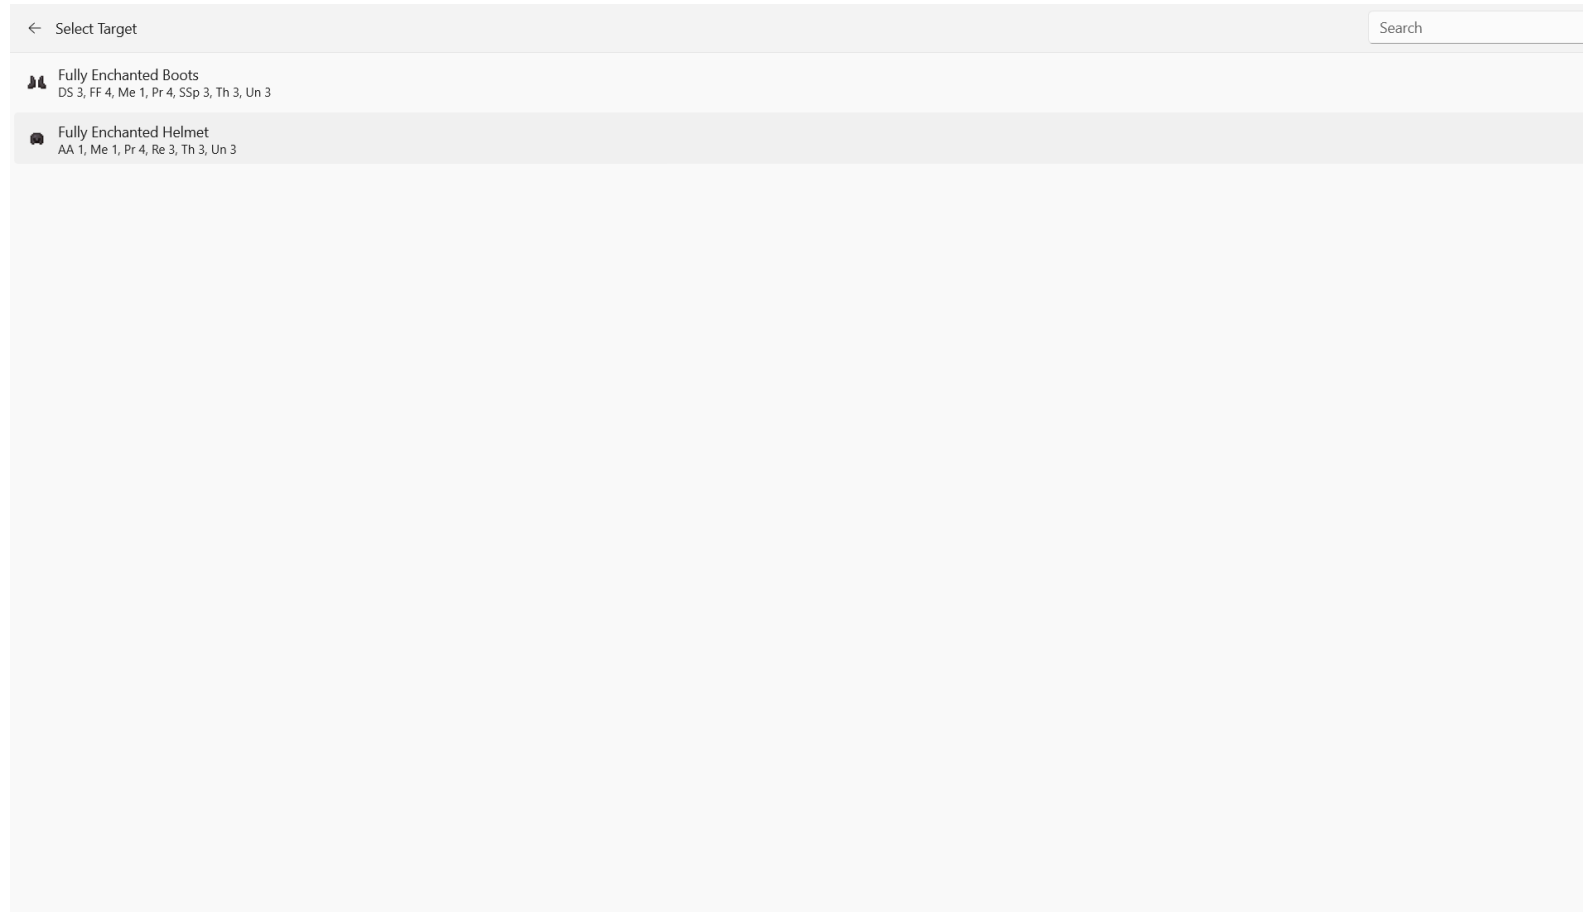 Select Target
Search
Fully Enchanted Boots
DS 3, FF 4, Me 1, Pr 4, SSp 3, Th 3, Un 3
Fully Enchanted Helmet
AA 1, Me 1, Pr 4, Re 3, Th 3, Un 3